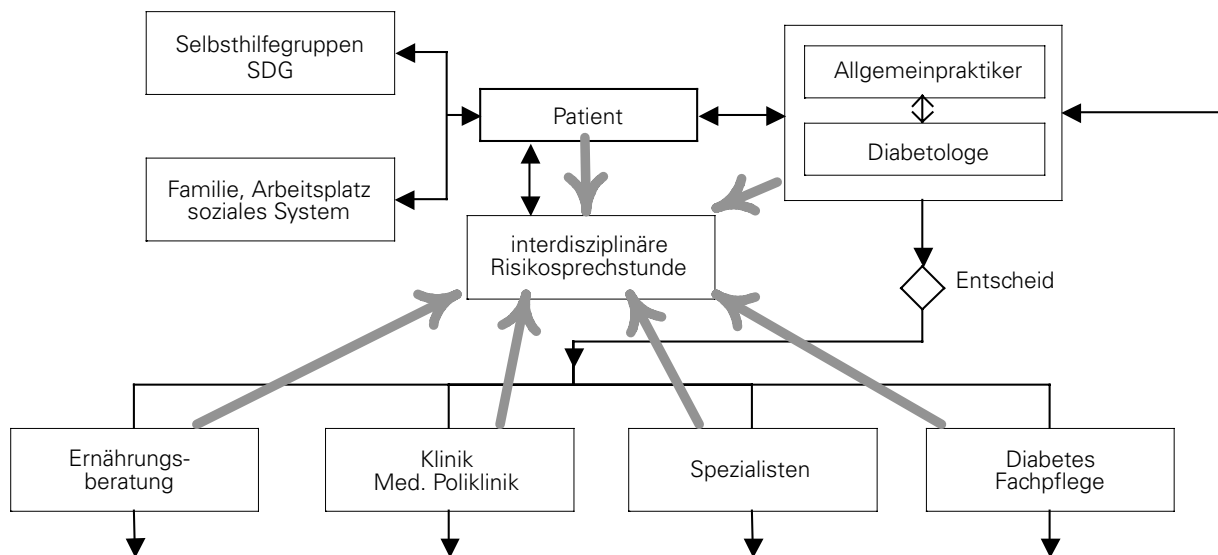 Selbsthilfegruppen
SDG
Allgemeinpraktiker
Patient
Diabetologe
Familie, Arbeitsplatz
soziales System
interdisziplinäre
Risikosprechstunde
Entscheid
Ernährungs-
beratung
Klinik
Med. Poliklinik
Spezialisten
Diabetes
Fachpflege